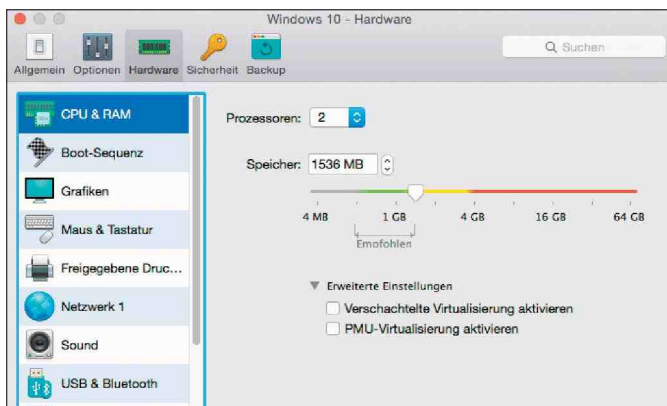 Windows 10 - Hardware
Allgemein Optionen Hardware Sicherheit Backup
Suchen
CPU & RAM
Boot-Sequenz
Grafiken
Maus & Tastatur
Freigegebene Druc...
Netzwerk 1
Sound
USB & Bluetooth
Prozessoren: 2
Speicher: 1536 MB
4 MB 1 GB 4 GB 16 GB 64 GB
Empfohlen
Erweiterte Einstellungen
Verschachtelte Virtualisierung aktivieren
PMU-Virtualisierung aktivieren